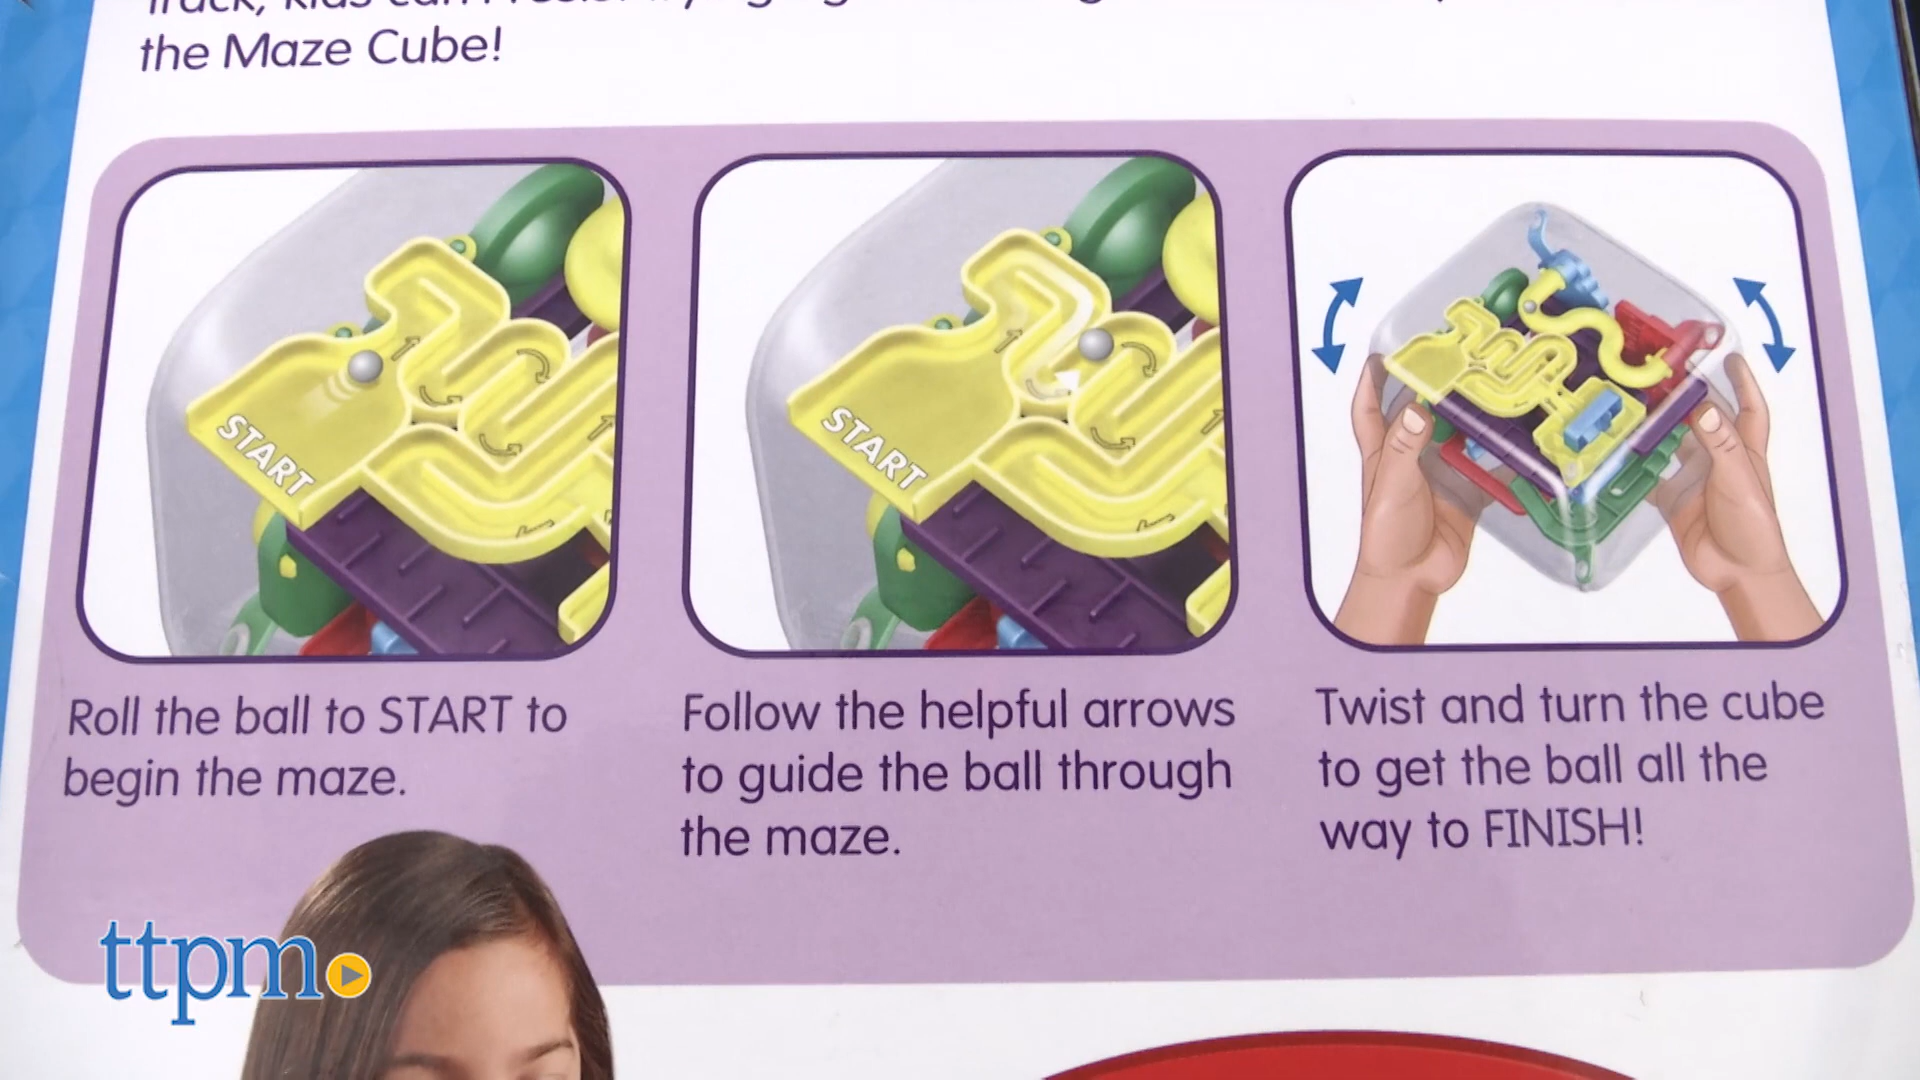 the Maze Cube!
START
START
Roll the ball to START to
begin the maze.
Follow the helpful arrows
to guide the ball through
the maze.
Twist and turn the cube
to get the ball all the
way to FINISH!
ttpm